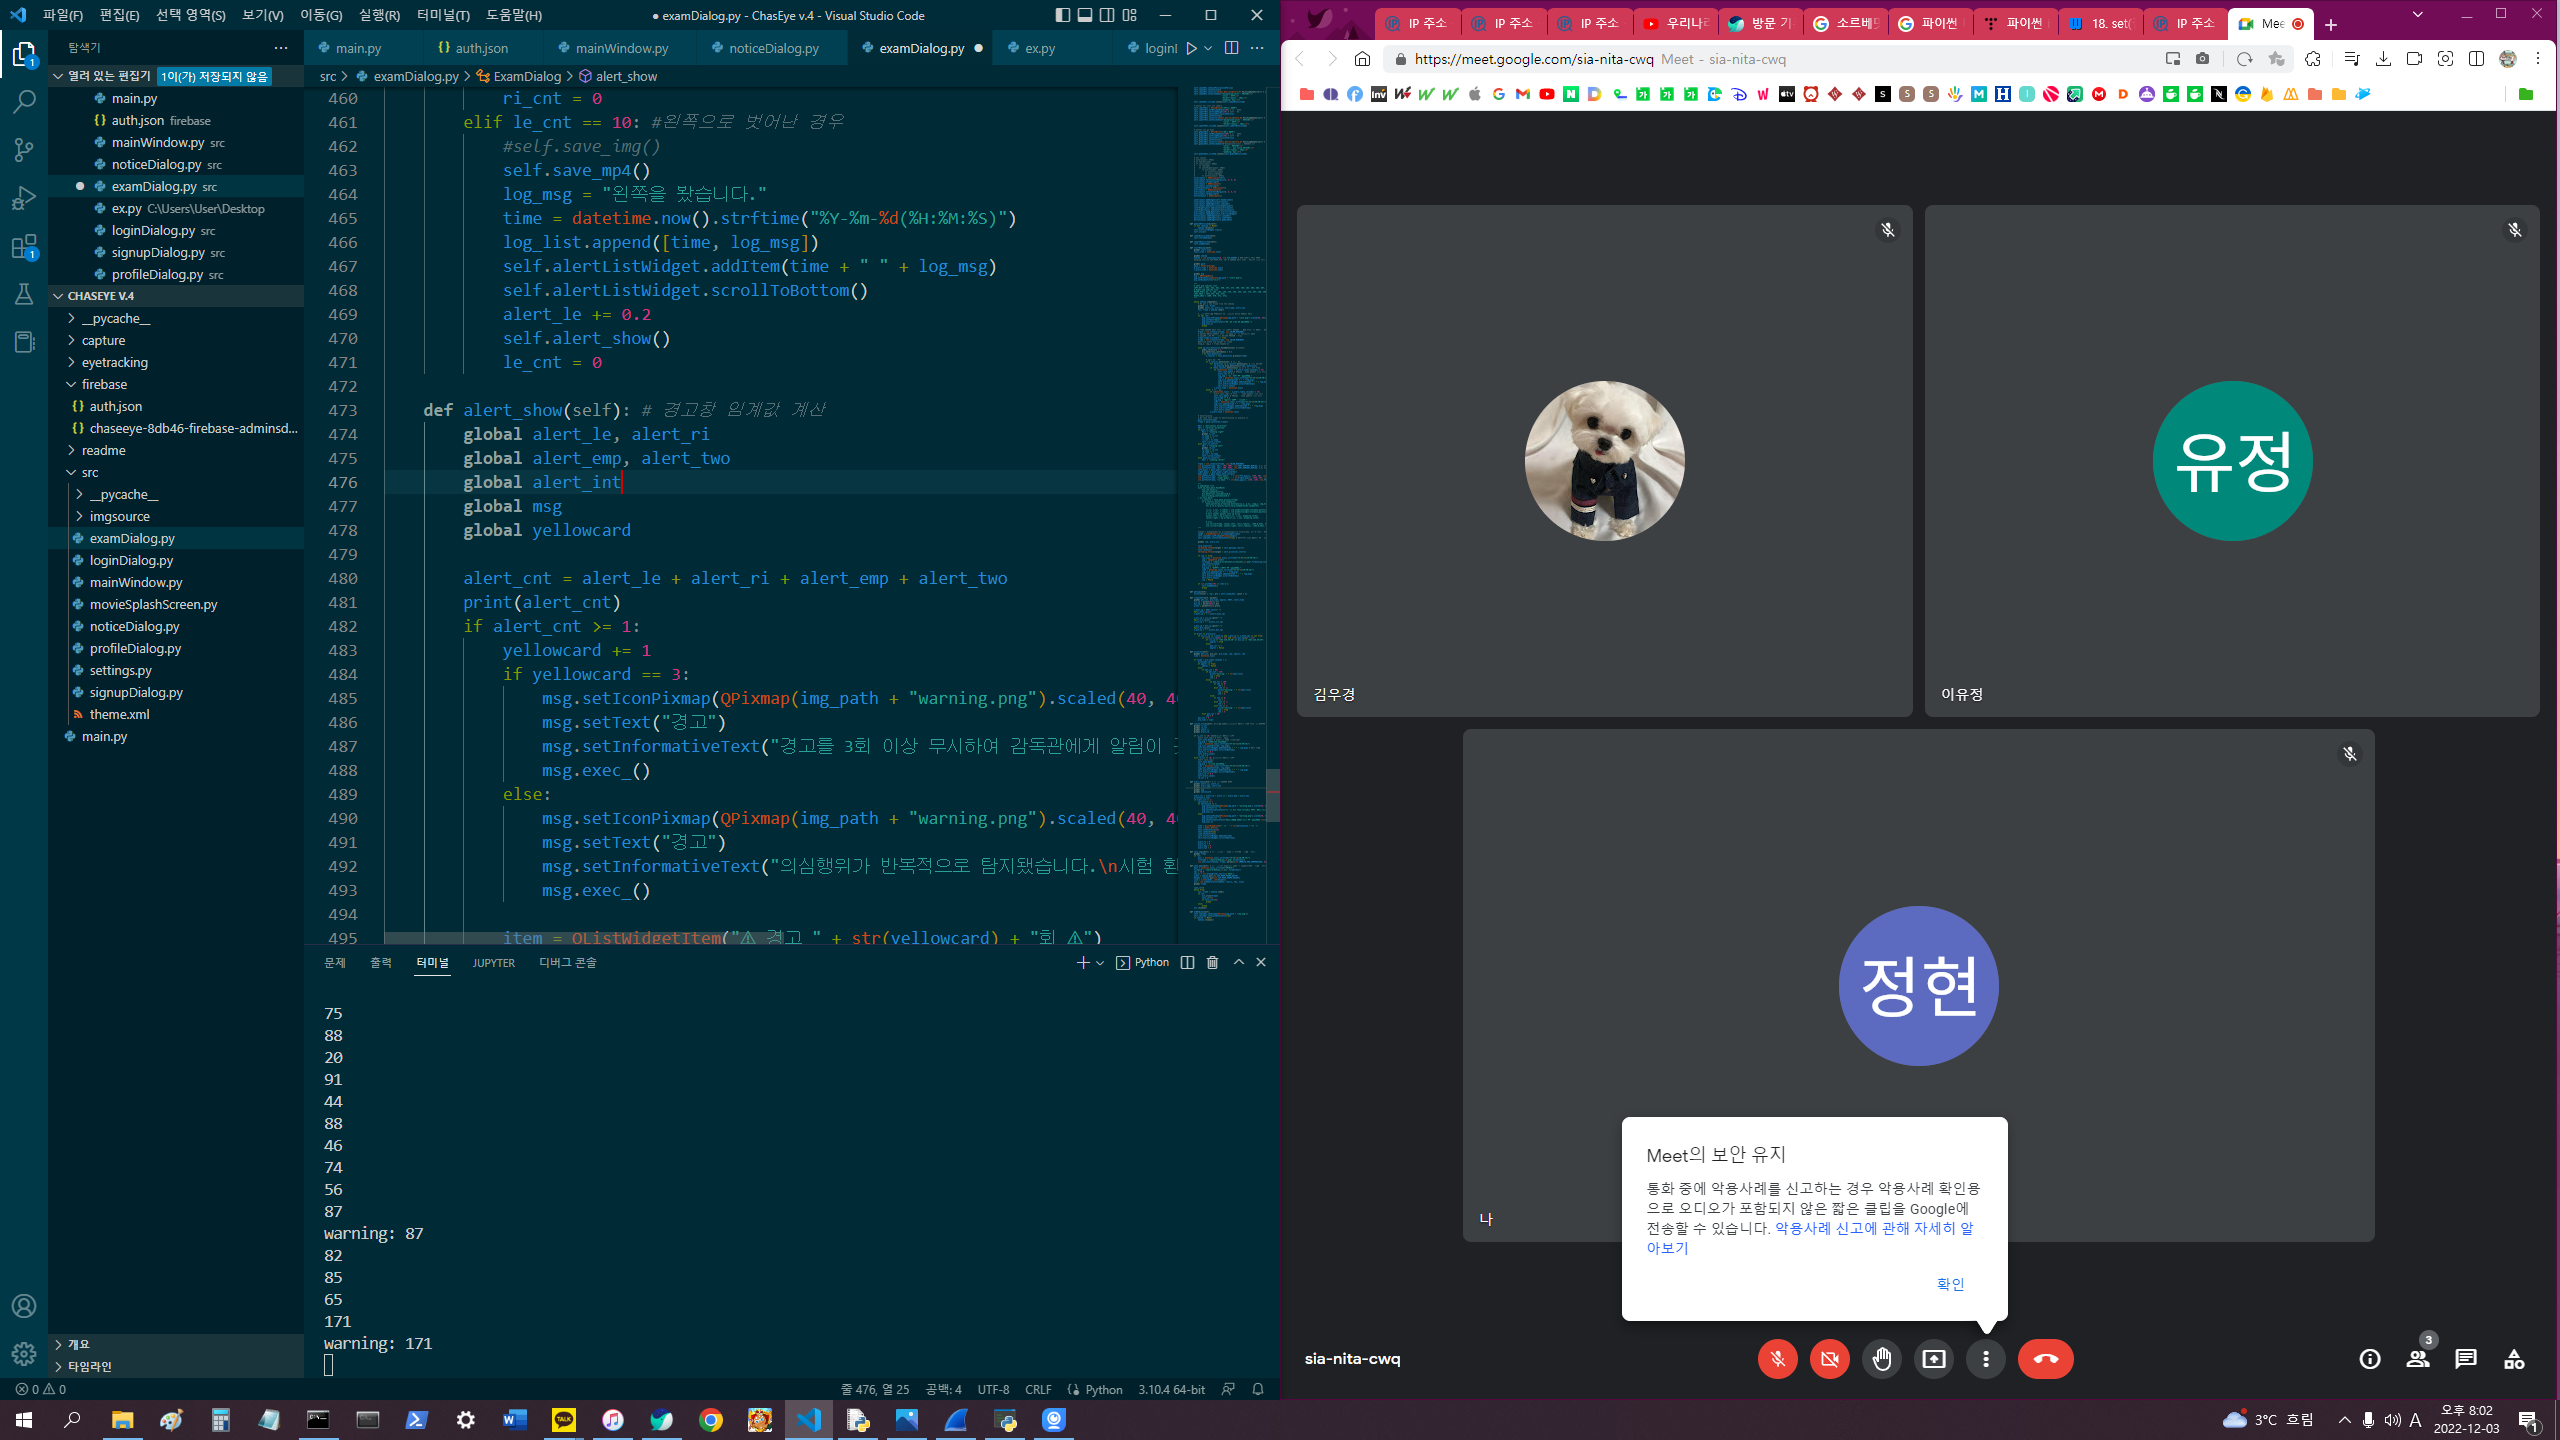 파일(F) 편집(E) 선택 영역(S) 보기(V) 이동(G) 실행(R) 터미널(T) 도움말(H)
● examDialog.py - ChasEye v.4 - Visual Studio Code
탐색기
열려 있는 편집기 1이(가) 저장되지 않음
main.py
auth.json firebase
mainWindow.py src
noticeDialog.py src
examDialog.py src
ex.py C:\Users\User\Desktop
loginDialog.py src
signupDialog.py src
profileDialog.py src
CHASEYE V.4
__pycache__
capture
eyetracking
firebase
auth.json
chaseeye-8db46-firebase-adminsd...
readme
src
__pycache__
imgsource
examDialog.py
loginDialog.py
mainWindow.py
movieSplashScreen.py
noticeDialog.py
profileDialog.py
settings.py
signupDialog.py
theme.xml
main.py
개요
타임라인
main.py auth.json mainWindow.py noticeDialog.py examDialog.py ● ex.py loginI
src > examDialog.py > ExamDialog > alert_show
460 ri_cnt = 0
461 elif le_cnt == 10: #왼쪽으로 벗어난 경우
462 #self.save_img()
463 self.save_mp4()
464 log_msg = "왼쪽을 봤습니다."
465 time = datetime.now().strftime("%Y-%m-%d(%H:%M:%S)")
466 log_list.append([time, log_msg])
467 self.alertListWidget.addItem(time + " " + log_msg)
468 self.alertListWidget.scrollToBottom()
469 alert_le += 0.2
470 self.alert_show()
471 le_cnt = 0
472
473 def alert_show(self): # 경고창 임계값 계산
474 global alert_le, alert_ri
475 global alert_emp, alert_two
476 global alert_int
477 global msg
478 global yellowcard
479
480 alert_cnt = alert_le + alert_ri + alert_emp + alert_two
481 print(alert_cnt)
482 if alert_cnt >= 1:
483 yellowcard += 1
484 if yellowcard == 3:
485 msg.setIconPixmap(QPixmap(img_path + "warning.png").scaled(40, 4
486 msg.setText("경고")
487 msg.setInformativeText("경고를 3회 이상 무시하여 감독관에게 알림이
488 msg.exec_()
489 else:
490 msg.setIconPixmap(QPixmap(img_path + "warning.png").scaled(40, 4
491 msg.setText("경고")
492 msg.setInformativeText("의심행위가 반복적으로 탐지됐습니다.\n시험 환
493 msg.exec_()
494
495 item = QListWidgetItem("⚠ 경고 " + str(yellowcard) + "회 ⚠")
문제 출력 터미널 JUPYTER 디버그 콘솔
Python
75
88
20
91
44
88
46
74
56
87
warning: 87
82
85
65
171
warning: 171
0 0
줄 476, 열 25 공백: 4 UTF-8 CRLF Python 3.10.4 64-bit
IP 주소 IP 주소 IP 주소 우리나라 방문 기 소르베 파이썬 파이썬 18. set( IP 주소 Mee
https://meet.google.com/sia-nita-cwq Meet - sia-nita-cwq
유정
김우경
이유정
정현
나
Meet의 보안 유지
통화 중에 악용사례를 신고하는 경우 악용사례 확인용
으로 오디오가 포함되지 않은 짧은 클립을 Google에
전송할 수 있습니다. 악용사례 신고에 관해 자세히 알
아보기
확인
sia-nita-cwq
3
3°C 흐림
A
오후 8:02
2022-12-03
1